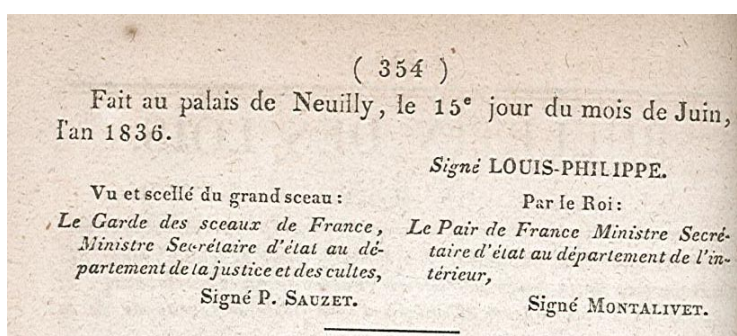 ( 354 )
Fait au palais de Neuilly, le 15e jour du mois de Juin,
l'an 1836.
Signé LOUIS-PHILIPPE.
Vu et scellé du grand sceau :
Le Garde des sceaux de France,
Ministre Secrétaire d'état au dé-
partement de la justice et des cultes,
Signé P. SAUZET.
Par le Roi :
Le Pair de France Ministre Secré-
taire d'état au département de l'in-
térieur,
Signé MONTALIVET.